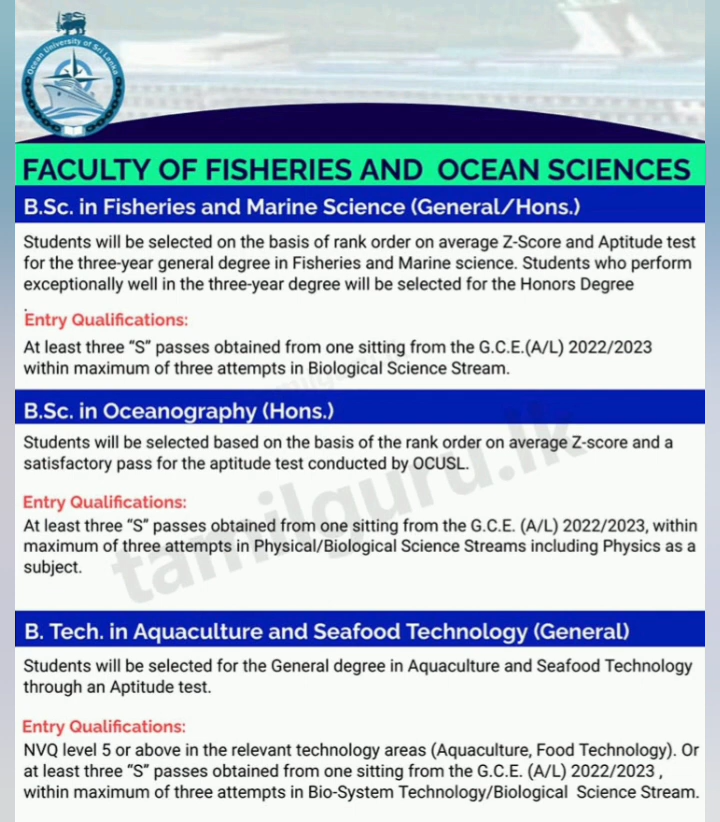 Ocean University of Sri Lanka
FACULTY OF FISHERIES AND OCEAN SCIENCES
B.Sc. in Fisheries and Marine Science (General/Hons.)
Students will be selected on the basis of rank order on average Z-Score and Aptitude test
for the three-year general degree in Fisheries and Marine science. Students who perform
exceptionally well in the three-year degree will be selected for the Honors Degree
.
Entry Qualifications:
At least three “S” passes obtained from one sitting from the G.C.E.(A/L) 2022/2023
within maximum of three attempts in Biological Science Stream.
B.Sc. in Oceanography (Hons.)
Students will be selected based on the basis of the rank order on average Z-score and a
satisfactory pass for the aptitude test conducted by OCUSL.
Entry Qualifications:
At least three “S” passes obtained from one sitting from the G.C.E. (A/L) 2022/2023, within
maximum of three attempts in Physical/Biological Science Streams including Physics as a
subject.
tamilguru.lk
B. Tech. in Aquaculture and Seafood Technology (General)
Students will be selected for the General degree in Aquaculture and Seafood Technology
through an Aptitude test.
Entry Qualifications:
NVQ level 5 or above in the relevant technology areas (Aquaculture, Food Technology). Or
at least three “S” passes obtained from one sitting from the G.C.E. (A/L) 2022/2023 ,
within maximum of three attempts in Bio-System Technology/Biological Science Stream.